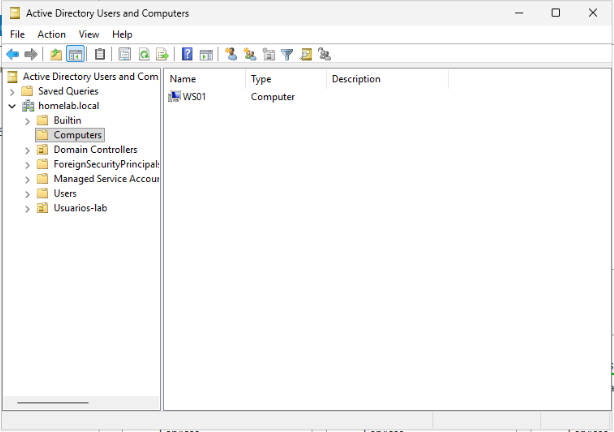 Active Directory Users and Computers
File Action View Help
Active Directory Users and Com
Saved Queries
homelab.local
Builtin
Computers
Domain Controllers
ForeignSecurityPrincipals
Managed Service Accour
Users
Usuarios-lab
Name Type Description
WS01 Computer